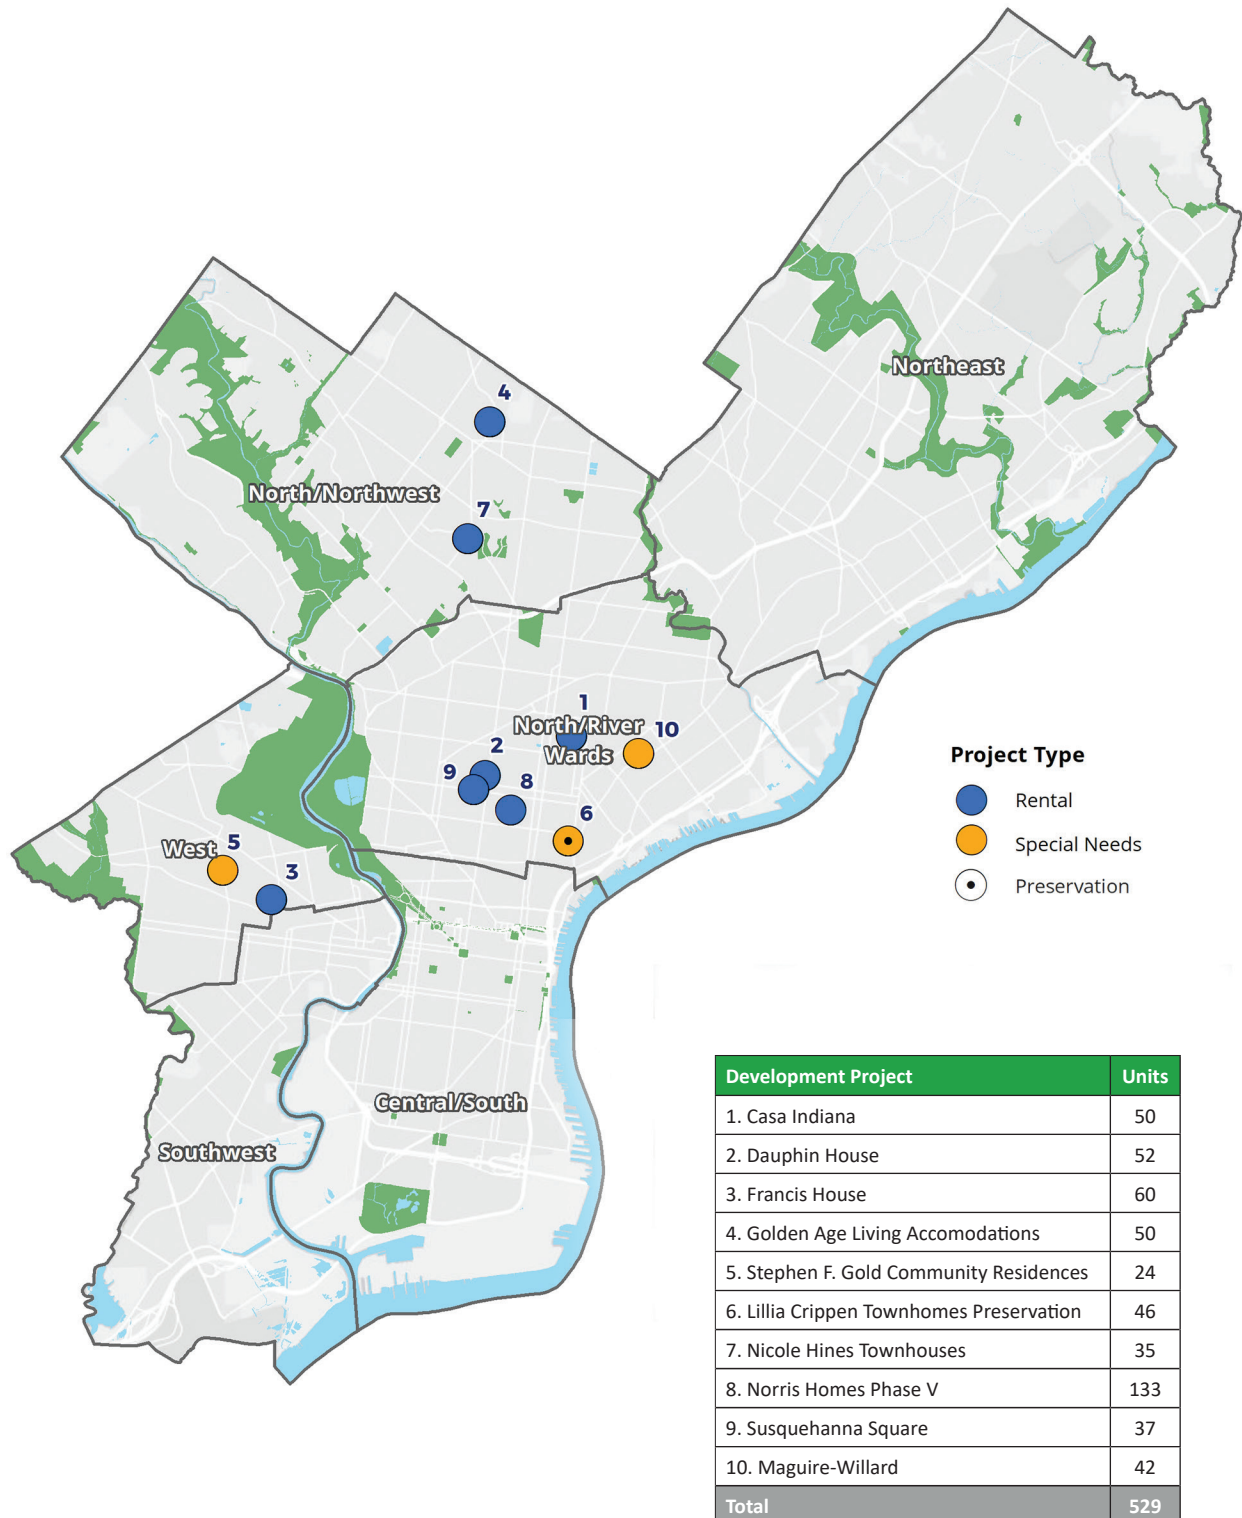 Northeast
4
North/Northwest
7
1
North/River
Wards
10
2
9
8
6
West
5
3
Project Type
Rental
Special Needs
Preservation
Central/South
Southwest
Development Project Units
1. Casa Indiana 50
2. Dauphin House 52
3. Francis House 60
4. Golden Age Living Accomodations 50
5. Stephen F. Gold Community Residences 24
6. Lillia Crippen Townhomes Preservation 46
7. Nicole Hines Townhouses 35
8. Norris Homes Phase V 133
9. Susquehanna Square 37
10. Maguire-Willard 42
Total 529